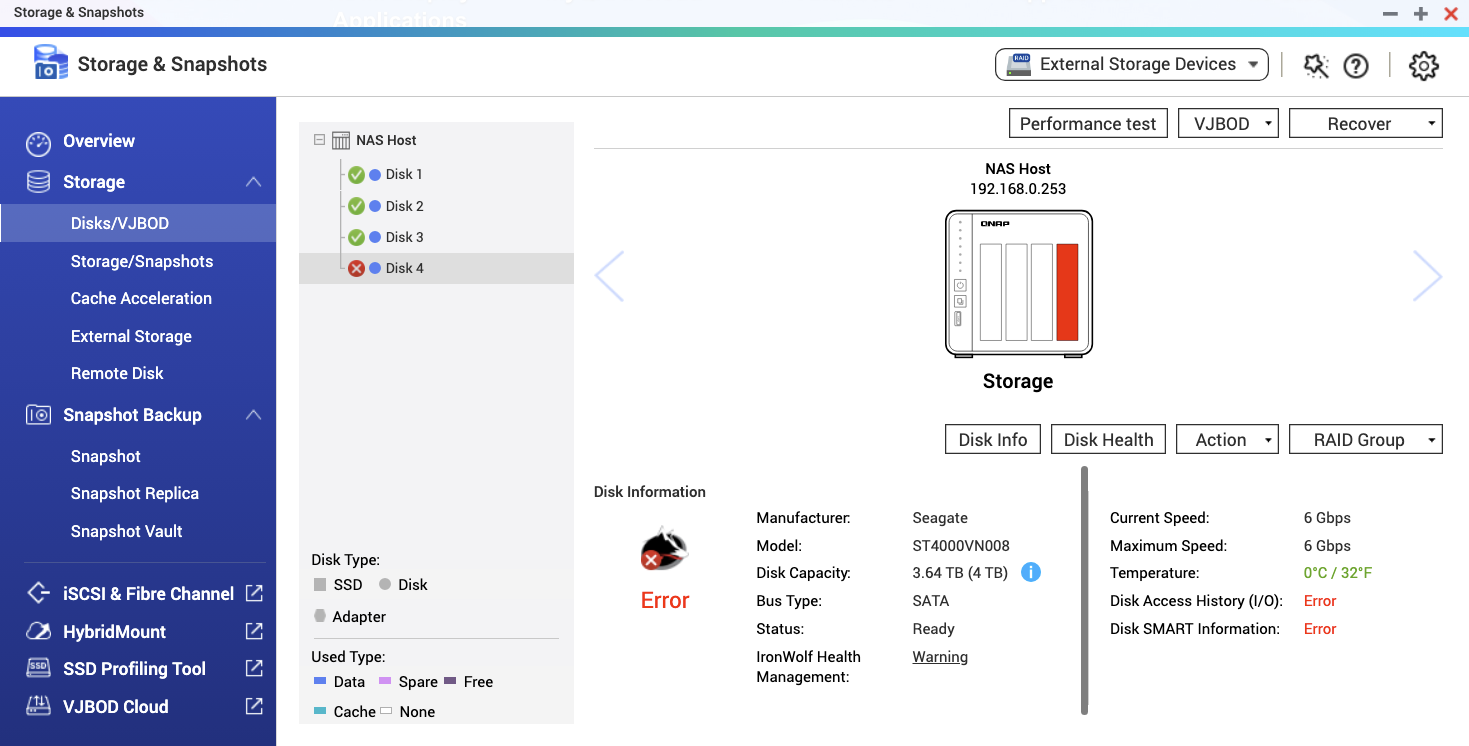 Storage & Snapshots
Applications
Storage & Snapshots
RAID
External Storage Devices
Overview
Storage
Disks/VJBOD
Storage/Snapshots
Cache Acceleration
External Storage
Remote Disk
Snapshot Backup
Snapshot
Snapshot Replica
Snapshot Vault
iSCSI & Fibre Channel
HybridMount
SSD
SSD Profiling Tool
VJBOD Cloud
NAS Host
Disk 1
Disk 2
Disk 3
Disk 4
Disk Type:
SSD
Disk
Adapter
Used Type:
Data
Spare
Free
Cache
None
Performance test
VJBOD
Recover
NAS Host
192.168.0.253
QNAP
Storage
Disk Info
Disk Health
Action
RAID Group
Disk Information
Error
Manufacturer: Seagate
Model: ST4000VN008
Disk Capacity: 3.64 TB (4 TB)
Bus Type: SATA
Status: Ready
IronWolf Health Warning
Management:
Current Speed: 6 Gbps
Maximum Speed: 6 Gbps
Temperature: 0°C / 32°F
Disk Access History (I/O): Error
Disk SMART Information: Error